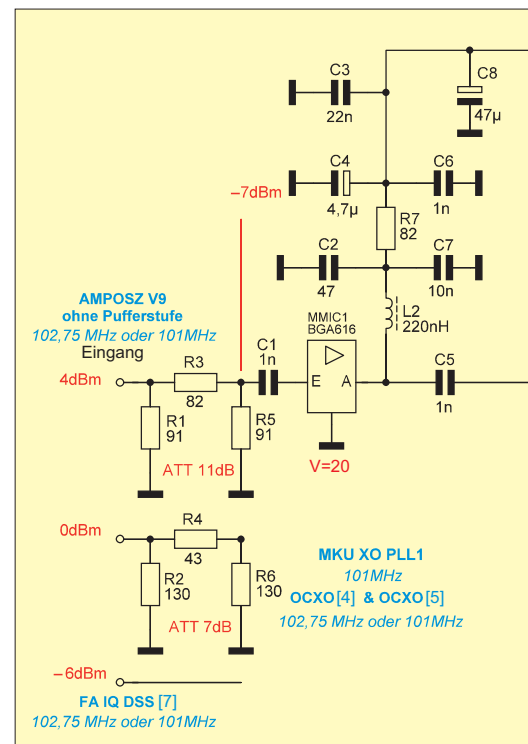 C3
22n
C8
47µ
C4
4,7µ
C6
1n
–7dBm
R7
82
C2
47
C7
10n
AMPOSZ V9
ohne Pufferstufe
102,75 MHz oder 101MHz
Eingang
MMIC1
BGA616
L2
220nH
C1
1n
R3
82
4dBm
E A
C5
1n
R1
91
R5
91
ATT 11dB
V=20
0dBm
R4
43
R2
130
R6
130
ATT 7dB
MKU XO PLL1
101MHz
OCXO[4] & OCXO[5]
102,75 MHz oder 101MHz
–6dBm
FA IQ DSS [7]
102,75 MHz oder 101MHz